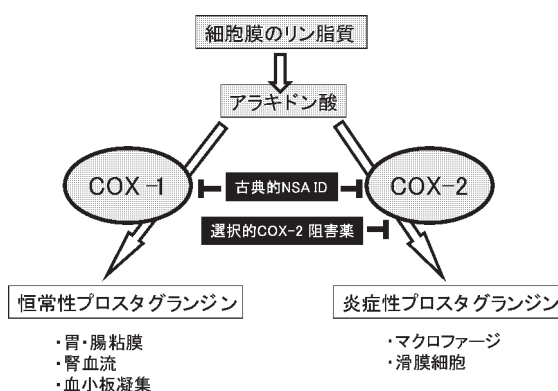 細胞膜のリン脂質
アラキドン酸
COX-1
古典的NSAID
COX-2
選択的COX-2 阻害薬
恒常性プロスタグランジン
炎症性プロスタグランジン
・胃・腸粘膜
・腎血流
・血小板凝集
・マクロファージ
・滑膜細胞